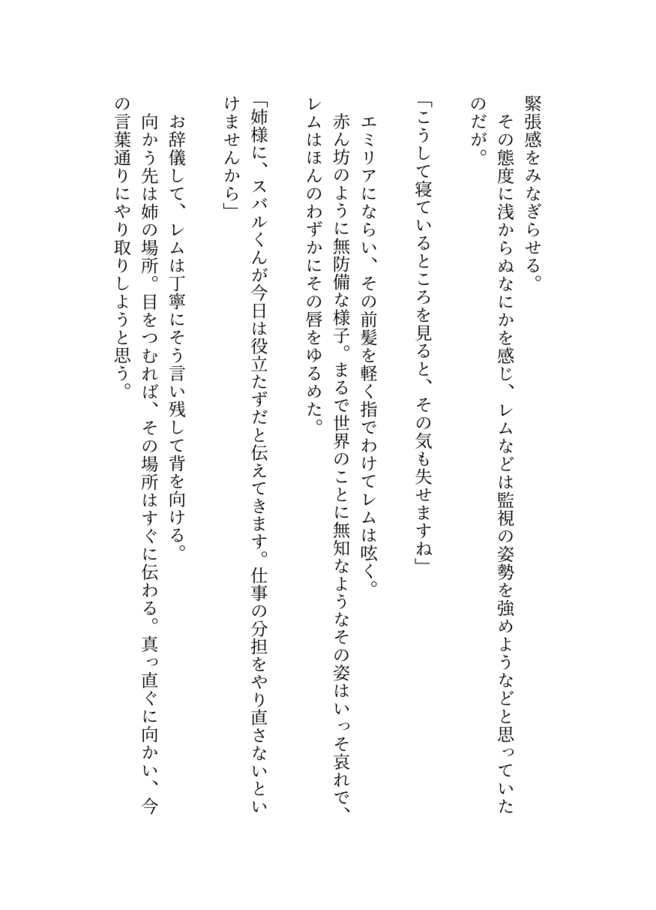 緊張感をみなぎらせる。
その態度に浅からぬなにかを感じ、レムなどは監視の姿勢を強めようなどと思っていた
のだが。
「こうして寝ているところを見ると、その気も失せますね」
エミリアにならい、その前髪を軽く指でわけてレムは呟く。
赤ん坊のように無防備な様子。まるで世界のことに無知なようなその姿はいっそ哀れで、
レムはほんのわずかにその唇をゆるめた。
「姉様に、スバルくんが今日は役立たずだと伝えてきます。仕事の分担をやり直さないとい
けませんから」
お辞儀して、レムは丁寧にそう言い残して背を向ける。
向かう先は姉の場所。目をつむれば、その場所はすぐに伝わる。真っ直ぐに向かい、今
の言葉通りにやり取りしようと思う。